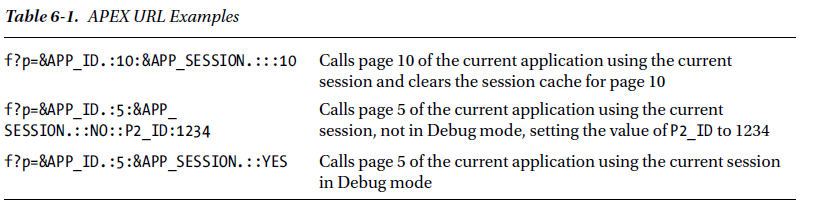 Table 6-1. APEX URL Examples
f?p=&APP_ID.:10:&APP_SESSION.:::10 Calls page 10 of the current application using the current
session and clears the session cache for page 10
f?p=&APP_ID.:5:&APP_ Calls page 5 of the current application using the current
SESSION.::NO::P2_ID:1234 session, not in Debug mode, setting the value of P2_ID to 1234
f?p=&APP_ID.:5:&APP_SESSION.::YES Calls page 5 of the current application using the current session
in Debug mode